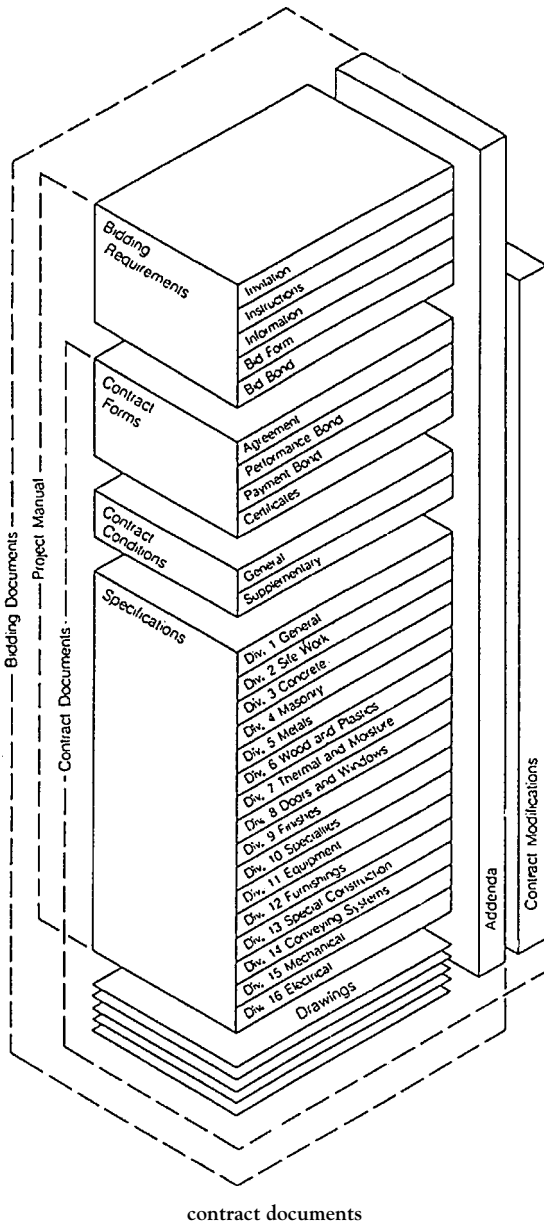 Bidding
Requirements
Invitation
Instructions
Information
Bid Form
Bid Bond
Contract
Forms
Agreement
Performance Bond
Payment Bond
Certificates
Contract
Conditions
General
Supplementary
Specifications
Div. 1 General
Div. 2 Site Work
Div. 3 Concrete
Div. 4 Masonry
Div. 5 Metals
Div. 6 Wood and Plastics
Div. 7 Thermal and Moisture
Div. 8 Doors and Windows
Div. 9 Finishes
Div. 10 Specialties
Div. 11 Equipment
Div. 12 Furnishings
Div. 13 Special Construction
Div. 14 Conveying Systems
Div. 15 Mechanical
Div. 16 Electrical
Drawings
Bidding Documents
Project Manual
Contract Documents
Addenda
Contract Modifications
contract documents